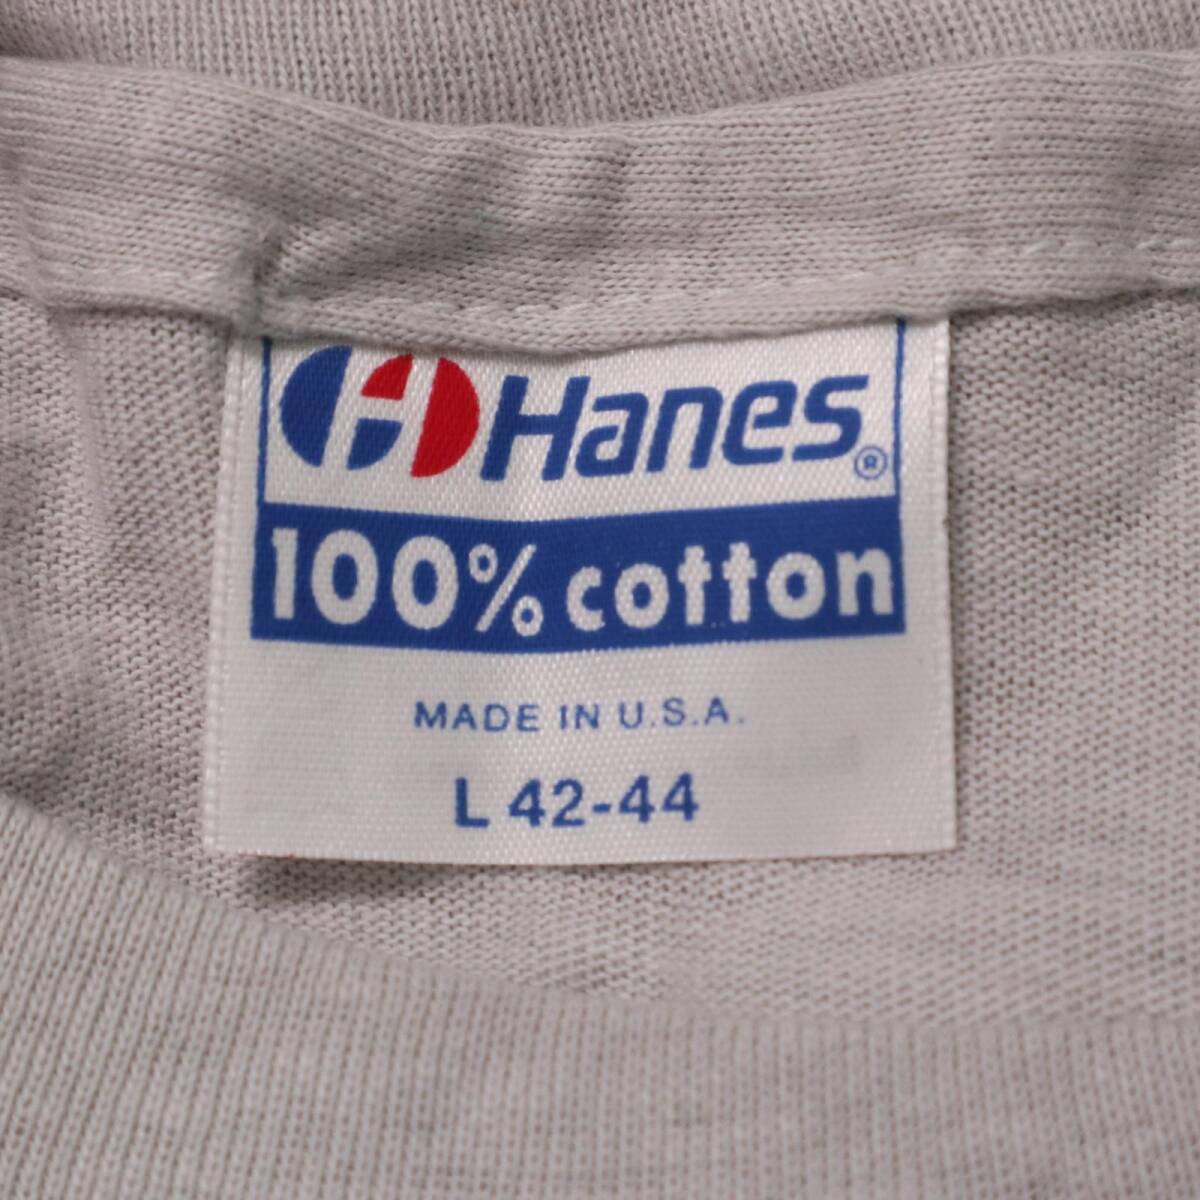 Hanes®
100% cotton
MADE IN U.S.A.
L 42-44